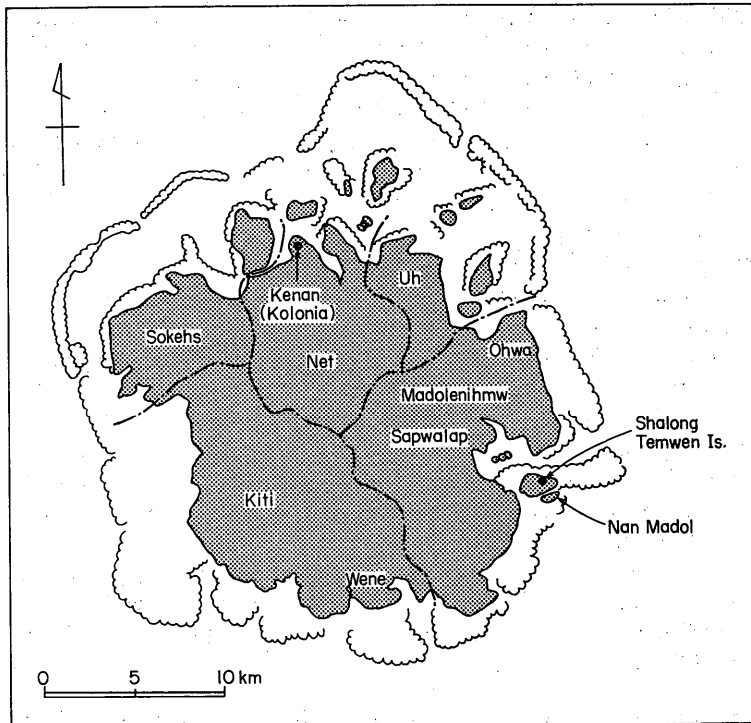 Uh
Kenan
(Kolonia)
Sokehs
Net
Ohwa
Madolenihmw
Sapwalap
Shalong
Temwen Is.
Kiti
Nan Madol
Wene
0 5 10 km